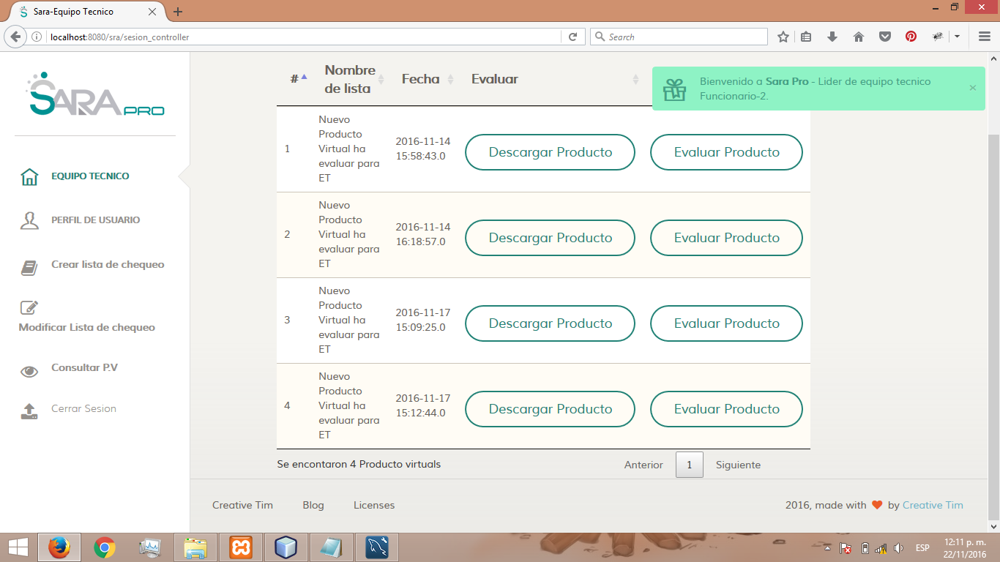 Sara-Equipo Tecnico
localhost:8080/sra/sesion_controller
Search
SARA PRO
EQUIPO TECNICO
PERFIL DE USUARIO
Crear lista de chequeo
Modificar Lista de chequeo
Consultar P.V
Cerrar Sesion
# Nombre de lista Fecha Evaluar
Bienvenido a Sara Pro - Lider de equipo tecnico
Funcionario-2.
×
1
Nuevo
Producto
Virtual ha
evaluar para
ET
2016-11-14
15:58:43.0
Descargar Producto
Evaluar Producto
2
Nuevo
Producto
Virtual ha
evaluar para
ET
2016-11-14
16:18:57.0
Descargar Producto
Evaluar Producto
3
Nuevo
Producto
Virtual ha
evaluar para
ET
2016-11-17
15:09:25.0
Descargar Producto
Evaluar Producto
4
Nuevo
Producto
Virtual ha
evaluar para
ET
2016-11-17
15:12:44.0
Descargar Producto
Evaluar Producto
Se encontaron 4 Producto virtuals
Anterior 1 Siguiente
Creative Tim Blog Licenses
2016, made with ♥ by Creative Tim
ESP
12:11 p. m.
22/11/2016